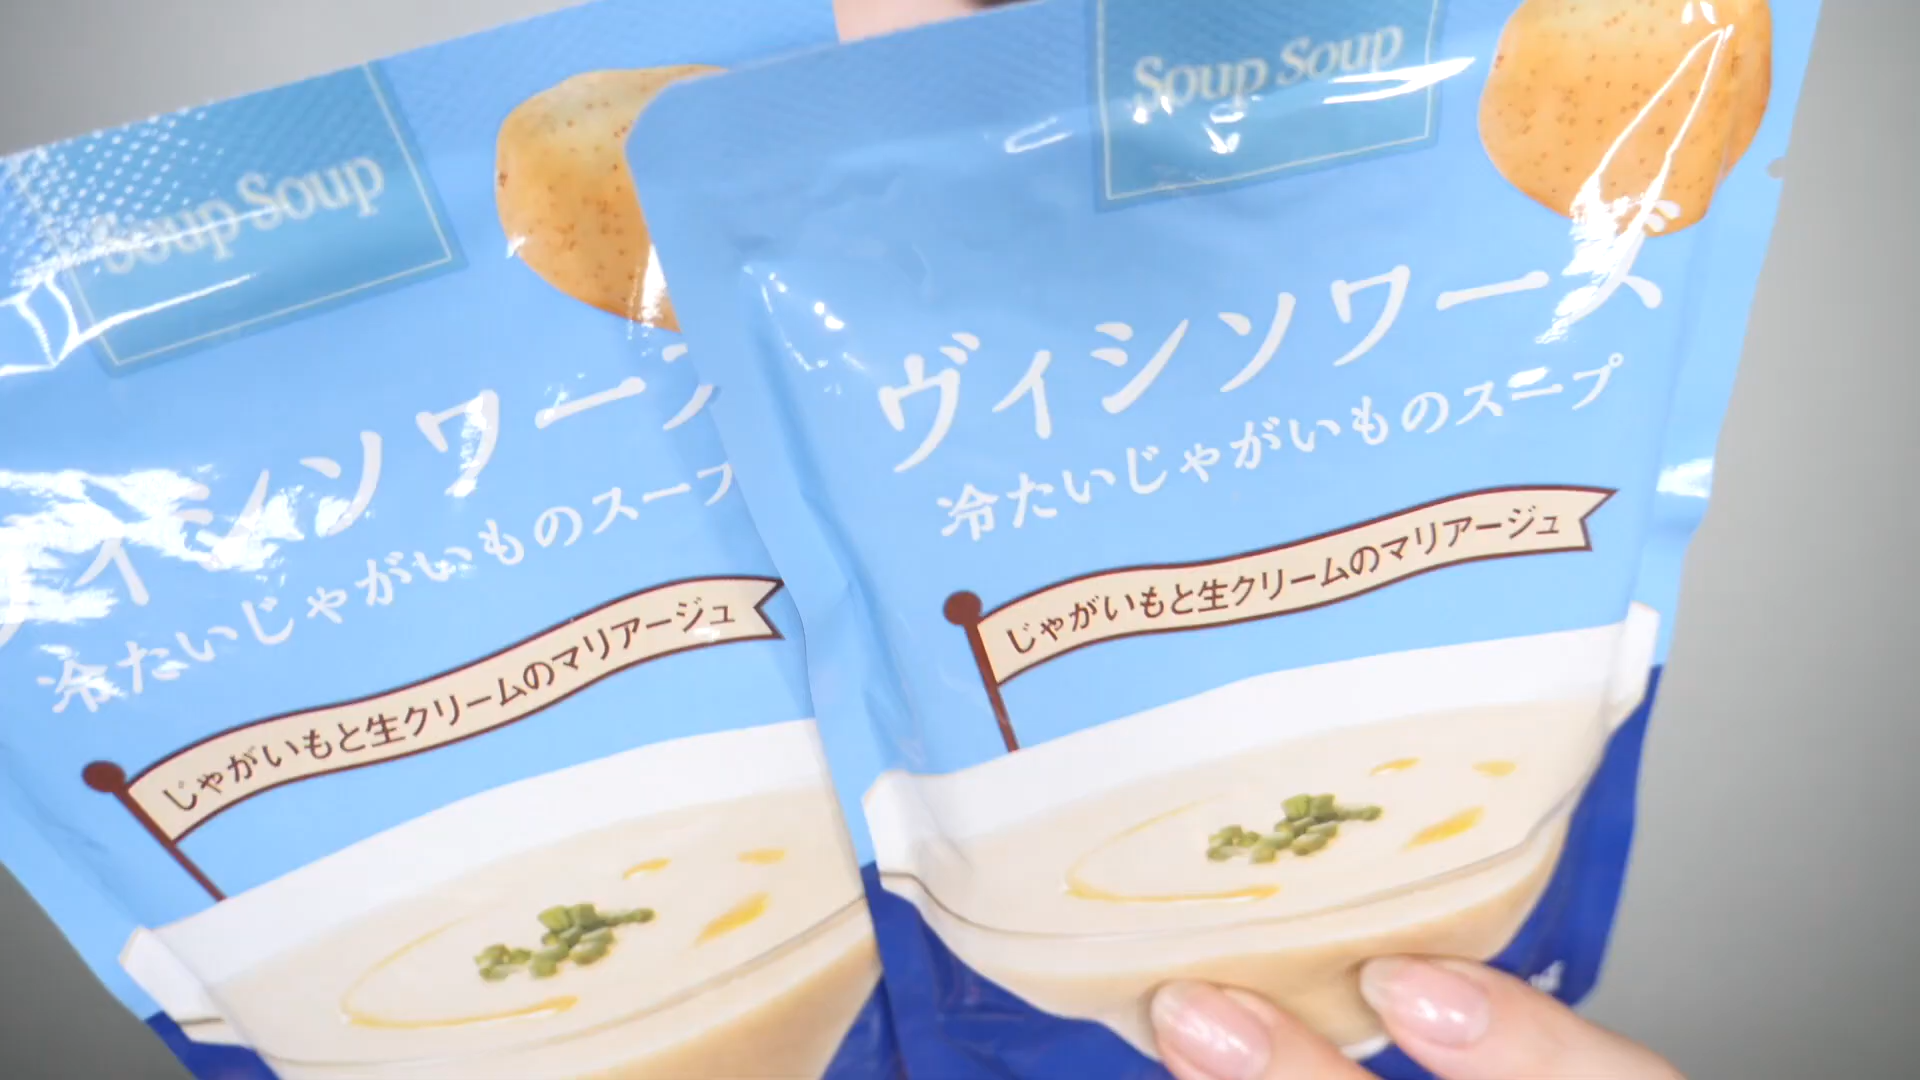 Soup Soup
イシソワーズ
冷たいじゃがいものスープ
じゃがいもと生クリームのマリアージュ
Soup Soup
ヴィシソワーズ
冷たいじゃがいものスープ
じゃがいもと生クリームのマリアージュ